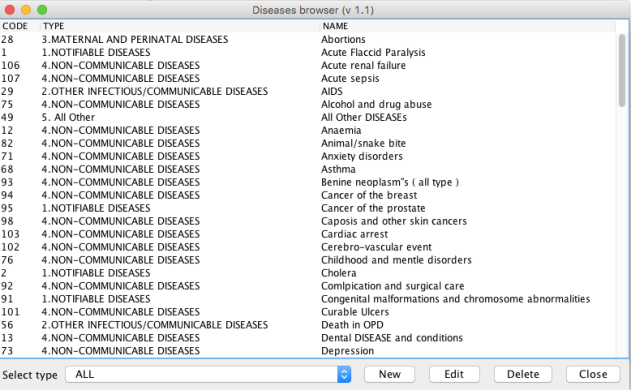 Diseases browser (v 1.1)
CODE TYPE NAME
28 3.MATERNAL AND PERINATAL DISEASES Abortions
1 1.NOTIFIABLE DISEASES Acute Flaccid Paralysis
106 4.NON-COMMUNICABLE DISEASES Acute renal failure
107 4.NON-COMMUNICABLE DISEASES Acute sepsis
29 2.OTHER INFECTIOUS/COMMUNICABLE DISEASES AIDS
75 4.NON-COMMUNICABLE DISEASES Alcohol and drug abuse
49 5. All Other All Other DISEASEs
12 4.NON-COMMUNICABLE DISEASES Anaemia
82 4.NON-COMMUNICABLE DISEASES Animal/snake bite
71 4.NON-COMMUNICABLE DISEASES Anxiety disorders
68 4.NON-COMMUNICABLE DISEASES Asthma
93 4.NON-COMMUNICABLE DISEASES Benine neoplasm"s ( all type )
94 4.NON-COMMUNICABLE DISEASES Cancer of the breast
95 1.NOTIFIABLE DISEASES Cancer of the prostate
98 4.NON-COMMUNICABLE DISEASES Caposis and other skin cancers
103 4.NON-COMMUNICABLE DISEASES Cardiac arrest
102 4.NON-COMMUNICABLE DISEASES Cerebro-vascular event
76 4.NON-COMMUNICABLE DISEASES Childhood and mentle disorders
2 1.NOTIFIABLE DISEASES Cholera
92 4.NON-COMMUNICABLE DISEASES Comlpication and surgical care
91 1.NOTIFIABLE DISEASES Congenital malformations and chromosome abnormalities
101 4.NON-COMMUNICABLE DISEASES Curable Ulcers
56 2.OTHER INFECTIOUS/COMMUNICABLE DISEASES Death in OPD
13 4.NON-COMMUNICABLE DISEASES Dental DISEASE and conditions
73 4.NON-COMMUNICABLE DISEASES Depression
Select type ALL New Edit Delete Close